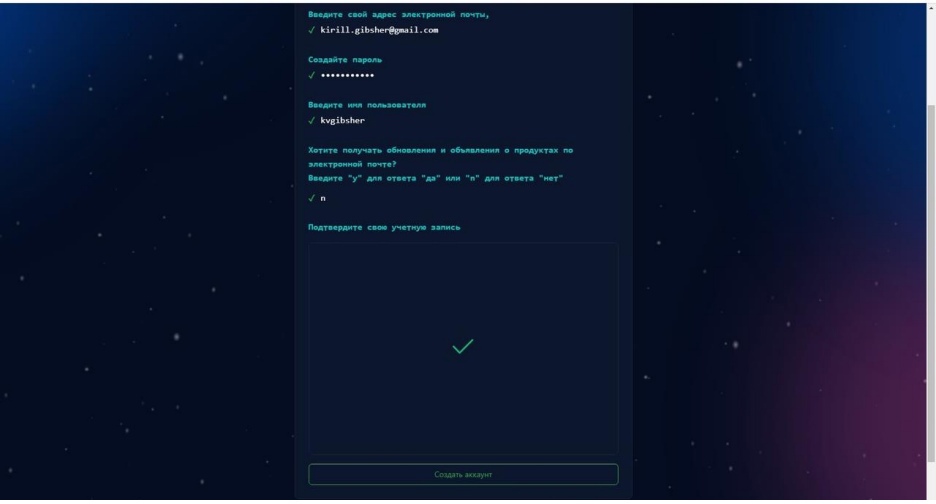 Введите свой адрес электронной почты,
✓ kirill.gibsher@gmail.com
Создайте пароль
✓ •••••••••••
Введите имя пользователя
✓ kvgibsher
Хотите получать обновления и объявления о продуктах по
электронной почте?
Введите "y" для ответа "да" или "n" для ответа "нет"
✓ n
Подтвердите свою учетную запись
Создать аккаунт